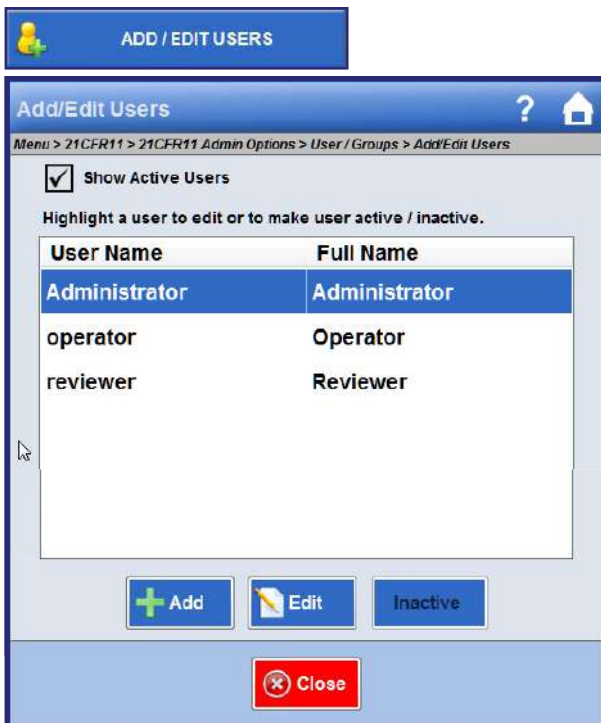 ADD / EDIT USERS
Add/Edit Users ?
Menu > 21CFR11 > 21CFR11 Admin Options > User / Groups > Add/Edit Users
Show Active Users
Highlight a user to edit or to make user active / inactive.
User Name Full Name
Administrator Administrator
operator Operator
reviewer Reviewer
Add Edit Inactive
Close